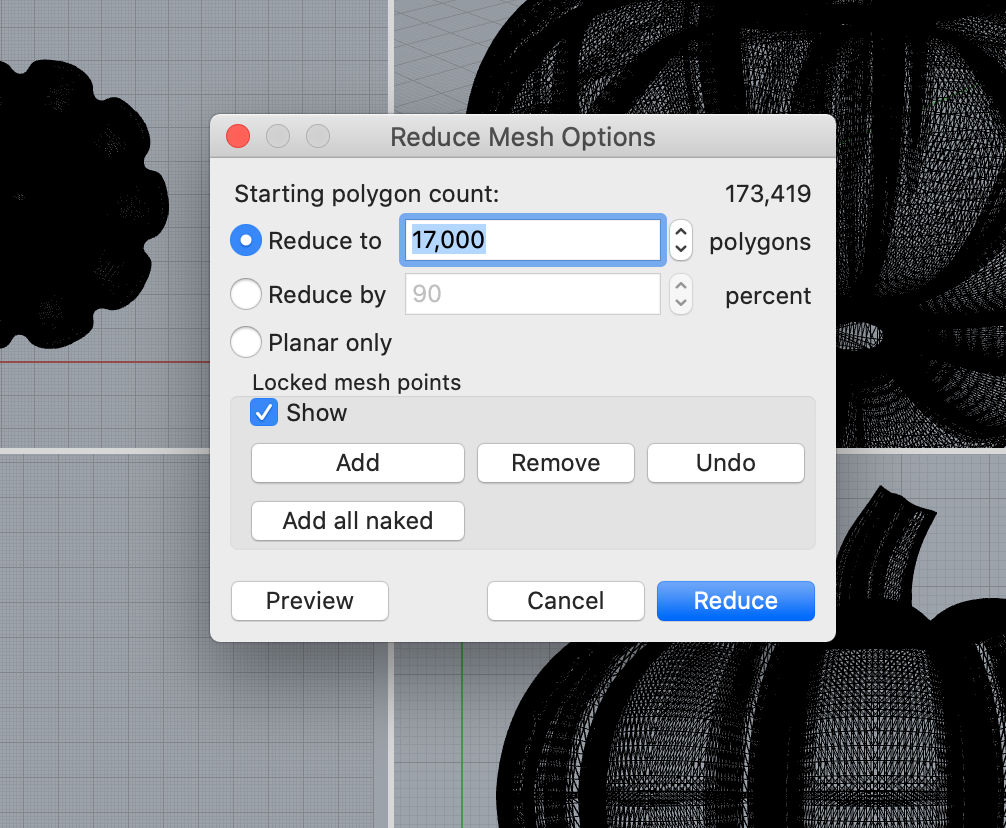 Reduce Mesh Options
Starting polygon count: 173,419
Reduce to 17,000 polygons
Reduce by 90 percent
Planar only
Locked mesh points
Show
Add Remove Undo
Add all naked
Preview Cancel Reduce